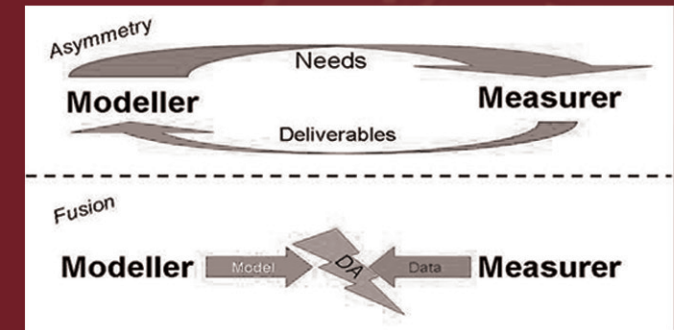 Asymmetry
Needs
Modeller Measurer
Deliverables
Fusion
Modeller Model DA Data Measurer